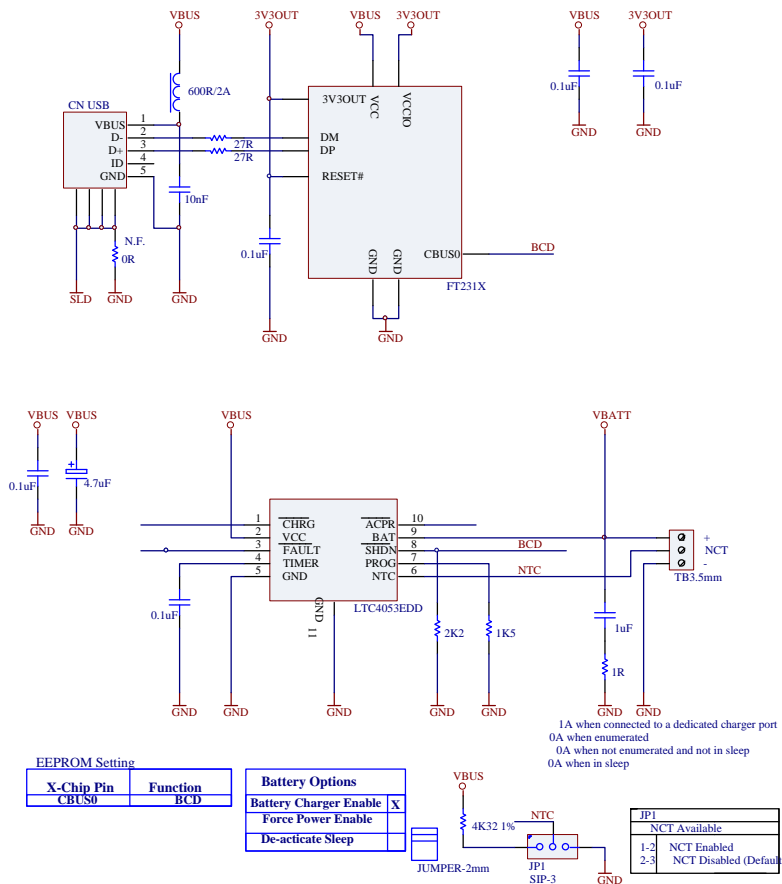 VBUS 3V3OUT VBUS 3V3OUT VBUS 3V3OUT
600R/2A
0.1uF 0.1uF
GND GND
CN USB
VBUS 1
D- 2
D+ 3
ID 4
GND 5
27R
27R
10nF
N.F.
0R
SLD GND GND
3V3OUT
VCC
VCCIO
DM
DP
RESET#
0.1uF
GND
GND GND
CBUS0
BCD
FT231X
GND
VBUS VBUS VBUS VBATT
0.1uF 4.7uF
GND GND
1 CHRG
2 VCC
3 FAULT
4 TIMER
5 GND
ACPR 10
BAT 9
SHDN 8
PROG 7
NTC 6
GND 11
LTC4053EDD
BCD
NTC
+
NCT
-
TB3.5mm
0.1uF
2K2 1K5
1uF
1R
GND GND GND GND GND GND GND
1A when connected to a dedicated charger port
0A when enumerated
0A when not enumerated and not in sleep
0A when in sleep
EEPROM Setting
X-Chip Pin Function
CBUS0 BCD
Battery Options
Battery Charger Enable X
Force Power Enable
De-acticate Sleep
JUMPER-2mm
VBUS
4K32 1%
NTC
JP1
SIP-3
GND
JP1
NCT Available
1-2 NCT Enabled
2-3 NCT Disabled (Default